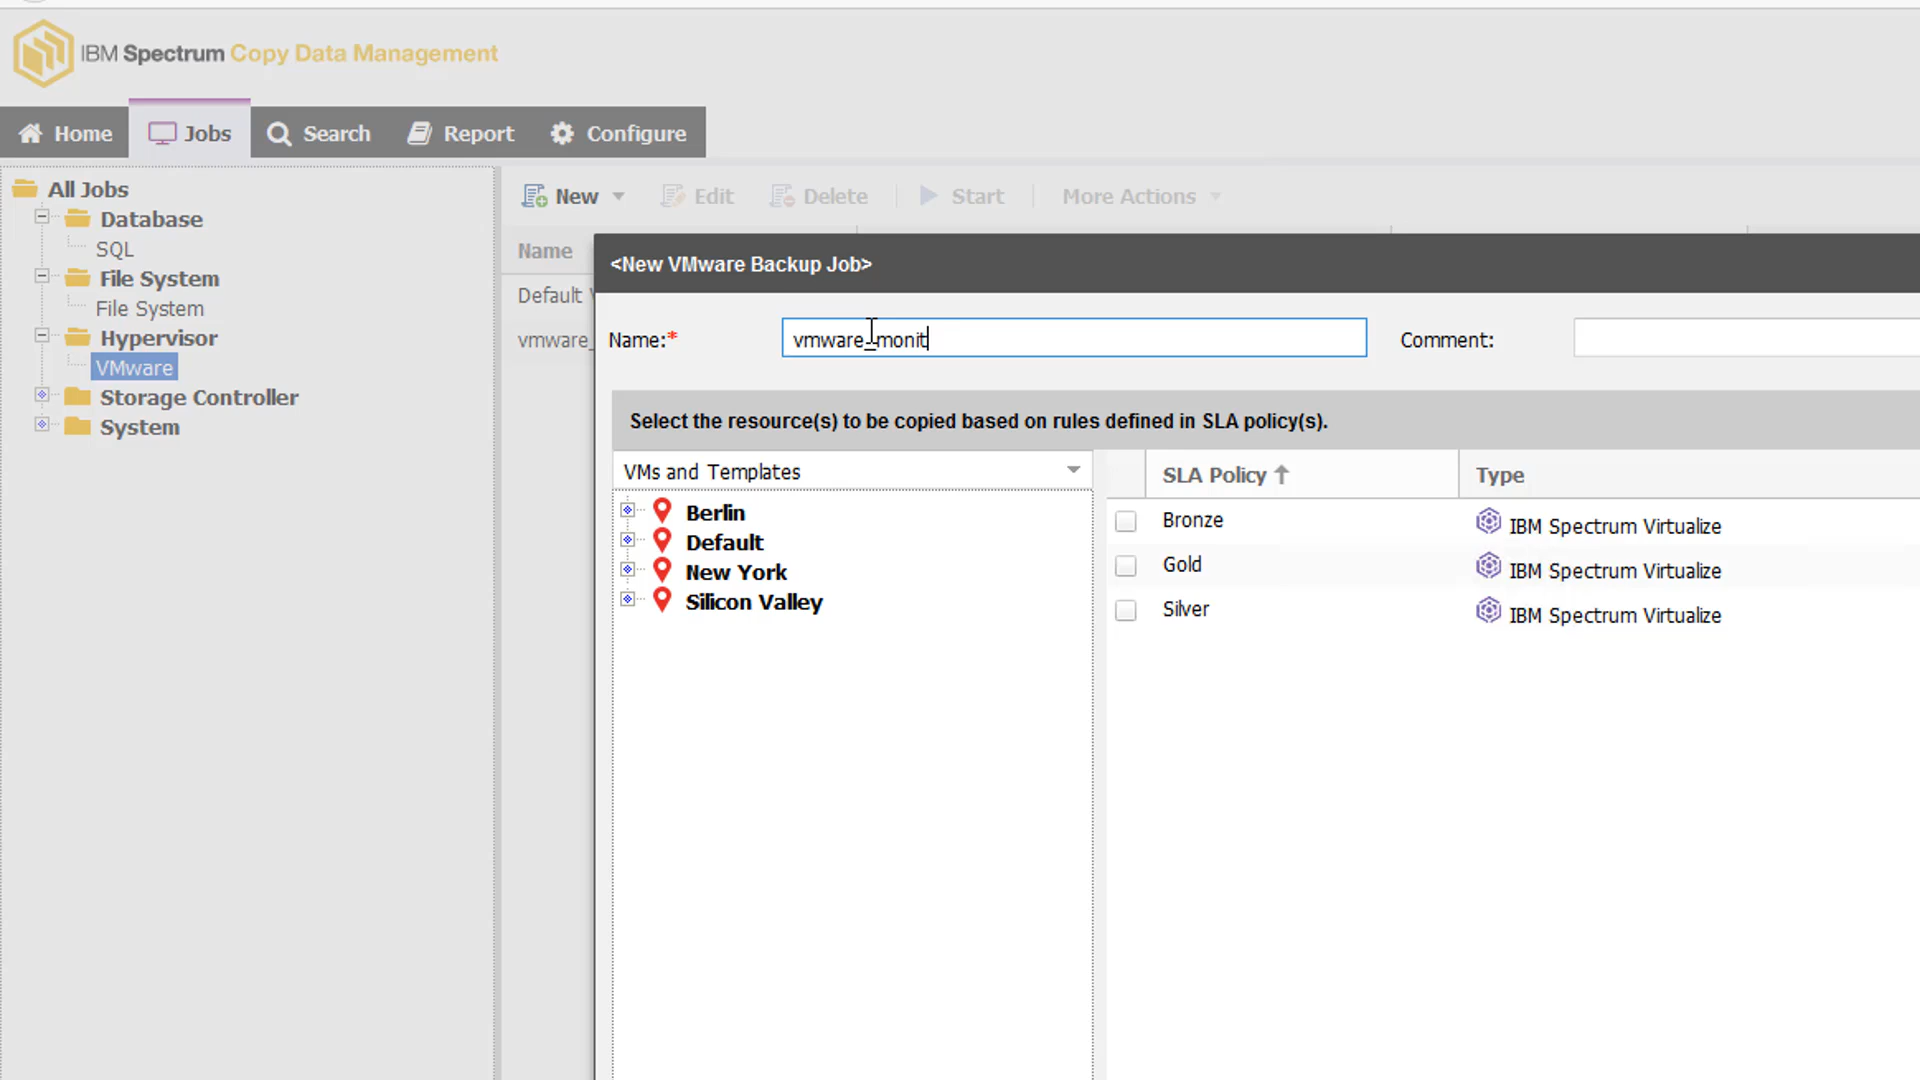 IBM Spectrum Copy Data Management
Home
Jobs
Search
Report
Configure
All Jobs
Database
SQL
File System
File System
Hypervisor
VMware
Storage Controller
System
New
Edit
Delete
Start
More Actions
Name
Default
vmware_
<New VMware Backup Job>
Name:*
vmware_monit
Comment:
Select the resource(s) to be copied based on rules defined in SLA policy(s).
VMs and Templates
Berlin
Default
New York
Silicon Valley
SLA Policy
Type
Bronze
IBM Spectrum Virtualize
Gold
IBM Spectrum Virtualize
Silver
IBM Spectrum Virtualize